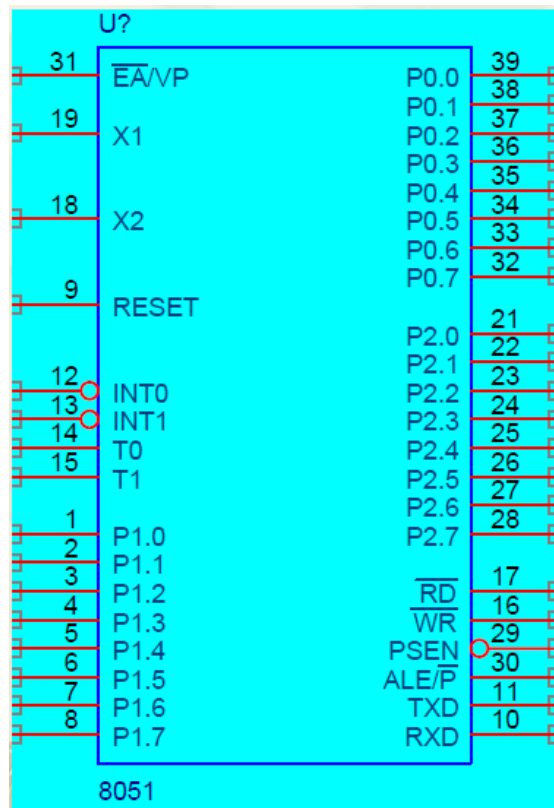 U?
31 EA/VP P0.0 39
P0.1 38
19 X1 P0.2 37
P0.3 36
P0.4 35
18 X2 P0.5 34
P0.6 33
P0.7 32
9 RESET
P2.0 21
P2.1 22
12 INT0 P2.2 23
13 INT1 P2.3 24
14 T0 P2.4 25
15 T1 P2.5 26
P2.6 27
1 P1.0 P2.7 28
2 P1.1
3 P1.2 RD 17
4 P1.3 WR 16
5 P1.4 PSEN 29
6 P1.5 ALE/P 30
7 P1.6 TXD 11
8 P1.7 RXD 10
8051